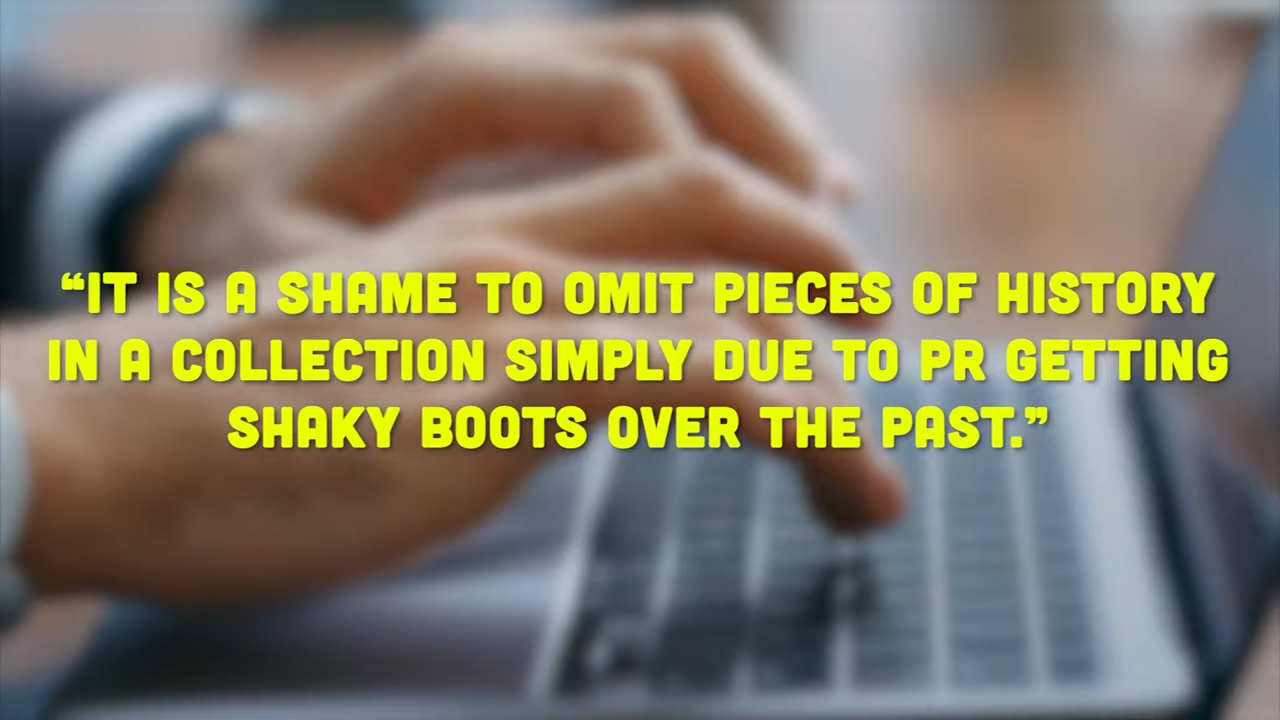 “IT IS A SHAME TO OMIT PIECES OF HISTORY
IN A COLLECTION SIMPLY DUE TO PR GETTING
SHAKY BOOTS OVER THE PAST.”